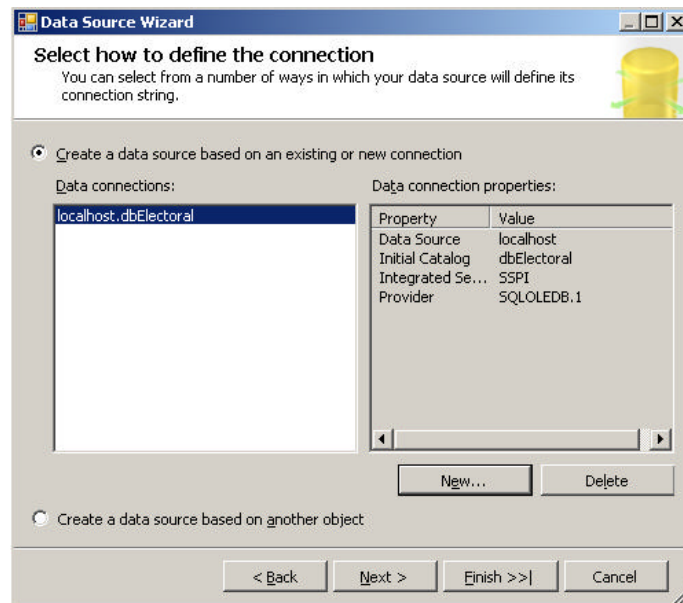 Data Source Wizard
Select how to define the connection
You can select from a number of ways in which your data source will define its
connection string.
Create a data source based on an existing or new connection
Data connections:
Data connection properties:
localhost.dbElectoral
Property Value
Data Source localhost
Initial Catalog dbElectoral
Integrated Se... SSPI
Provider SQLOLEDB.1
New...
Delete
Create a data source based on another object
< Back
Next >
Finish >>|
Cancel